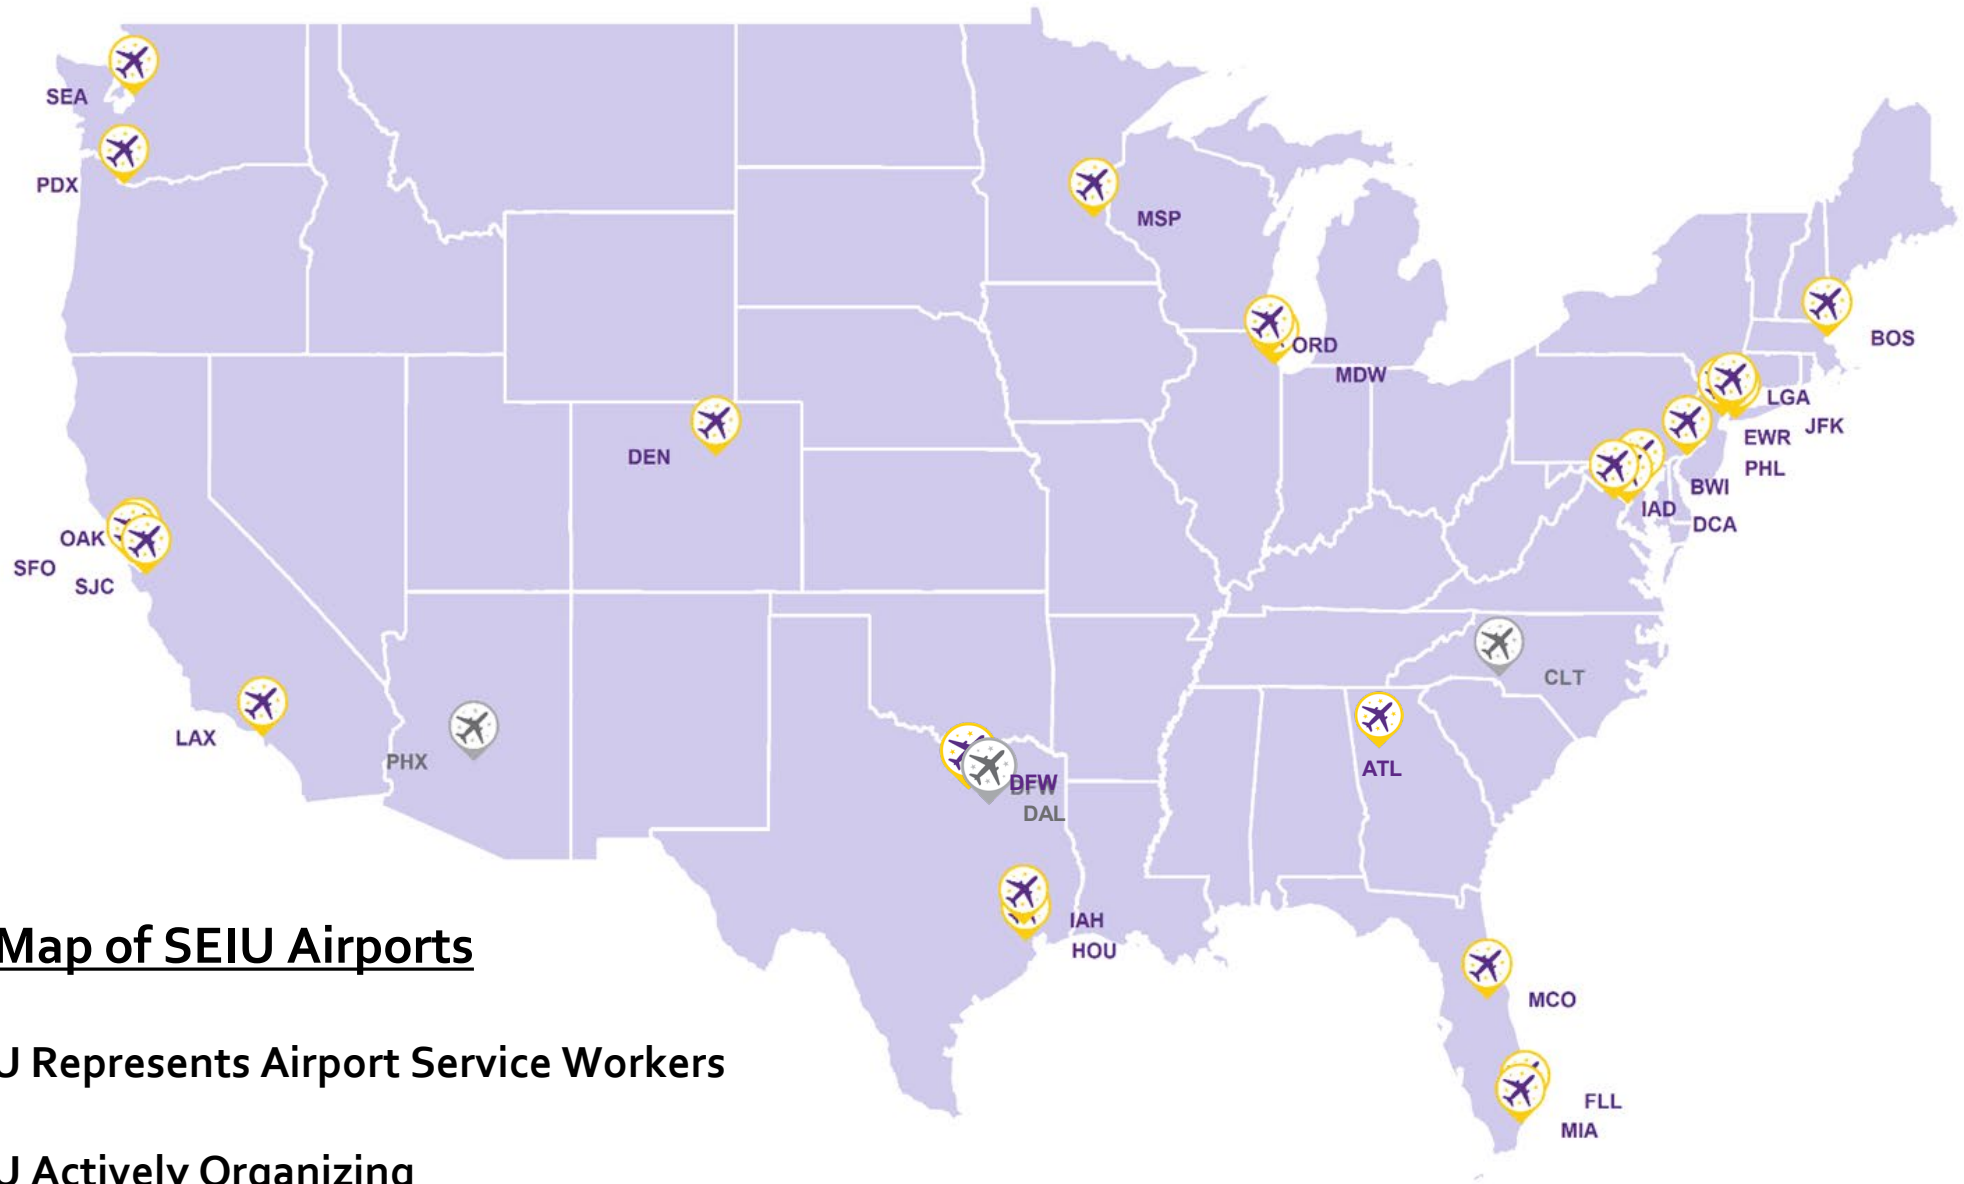 SEA
PDX
MSP
ORD
MDW
BOS
LGA
JFK
EWR
PHL
BWI
IAD
DCA
DEN
OAK
SFO
SJC
LAX
PHX
CLT
ATL
DFW
DFW
DAL
IAH
HOU
Map of SEIU Airports
MCO
U Represents Airport Service Workers
FLL
MIA
U Actively Organizing